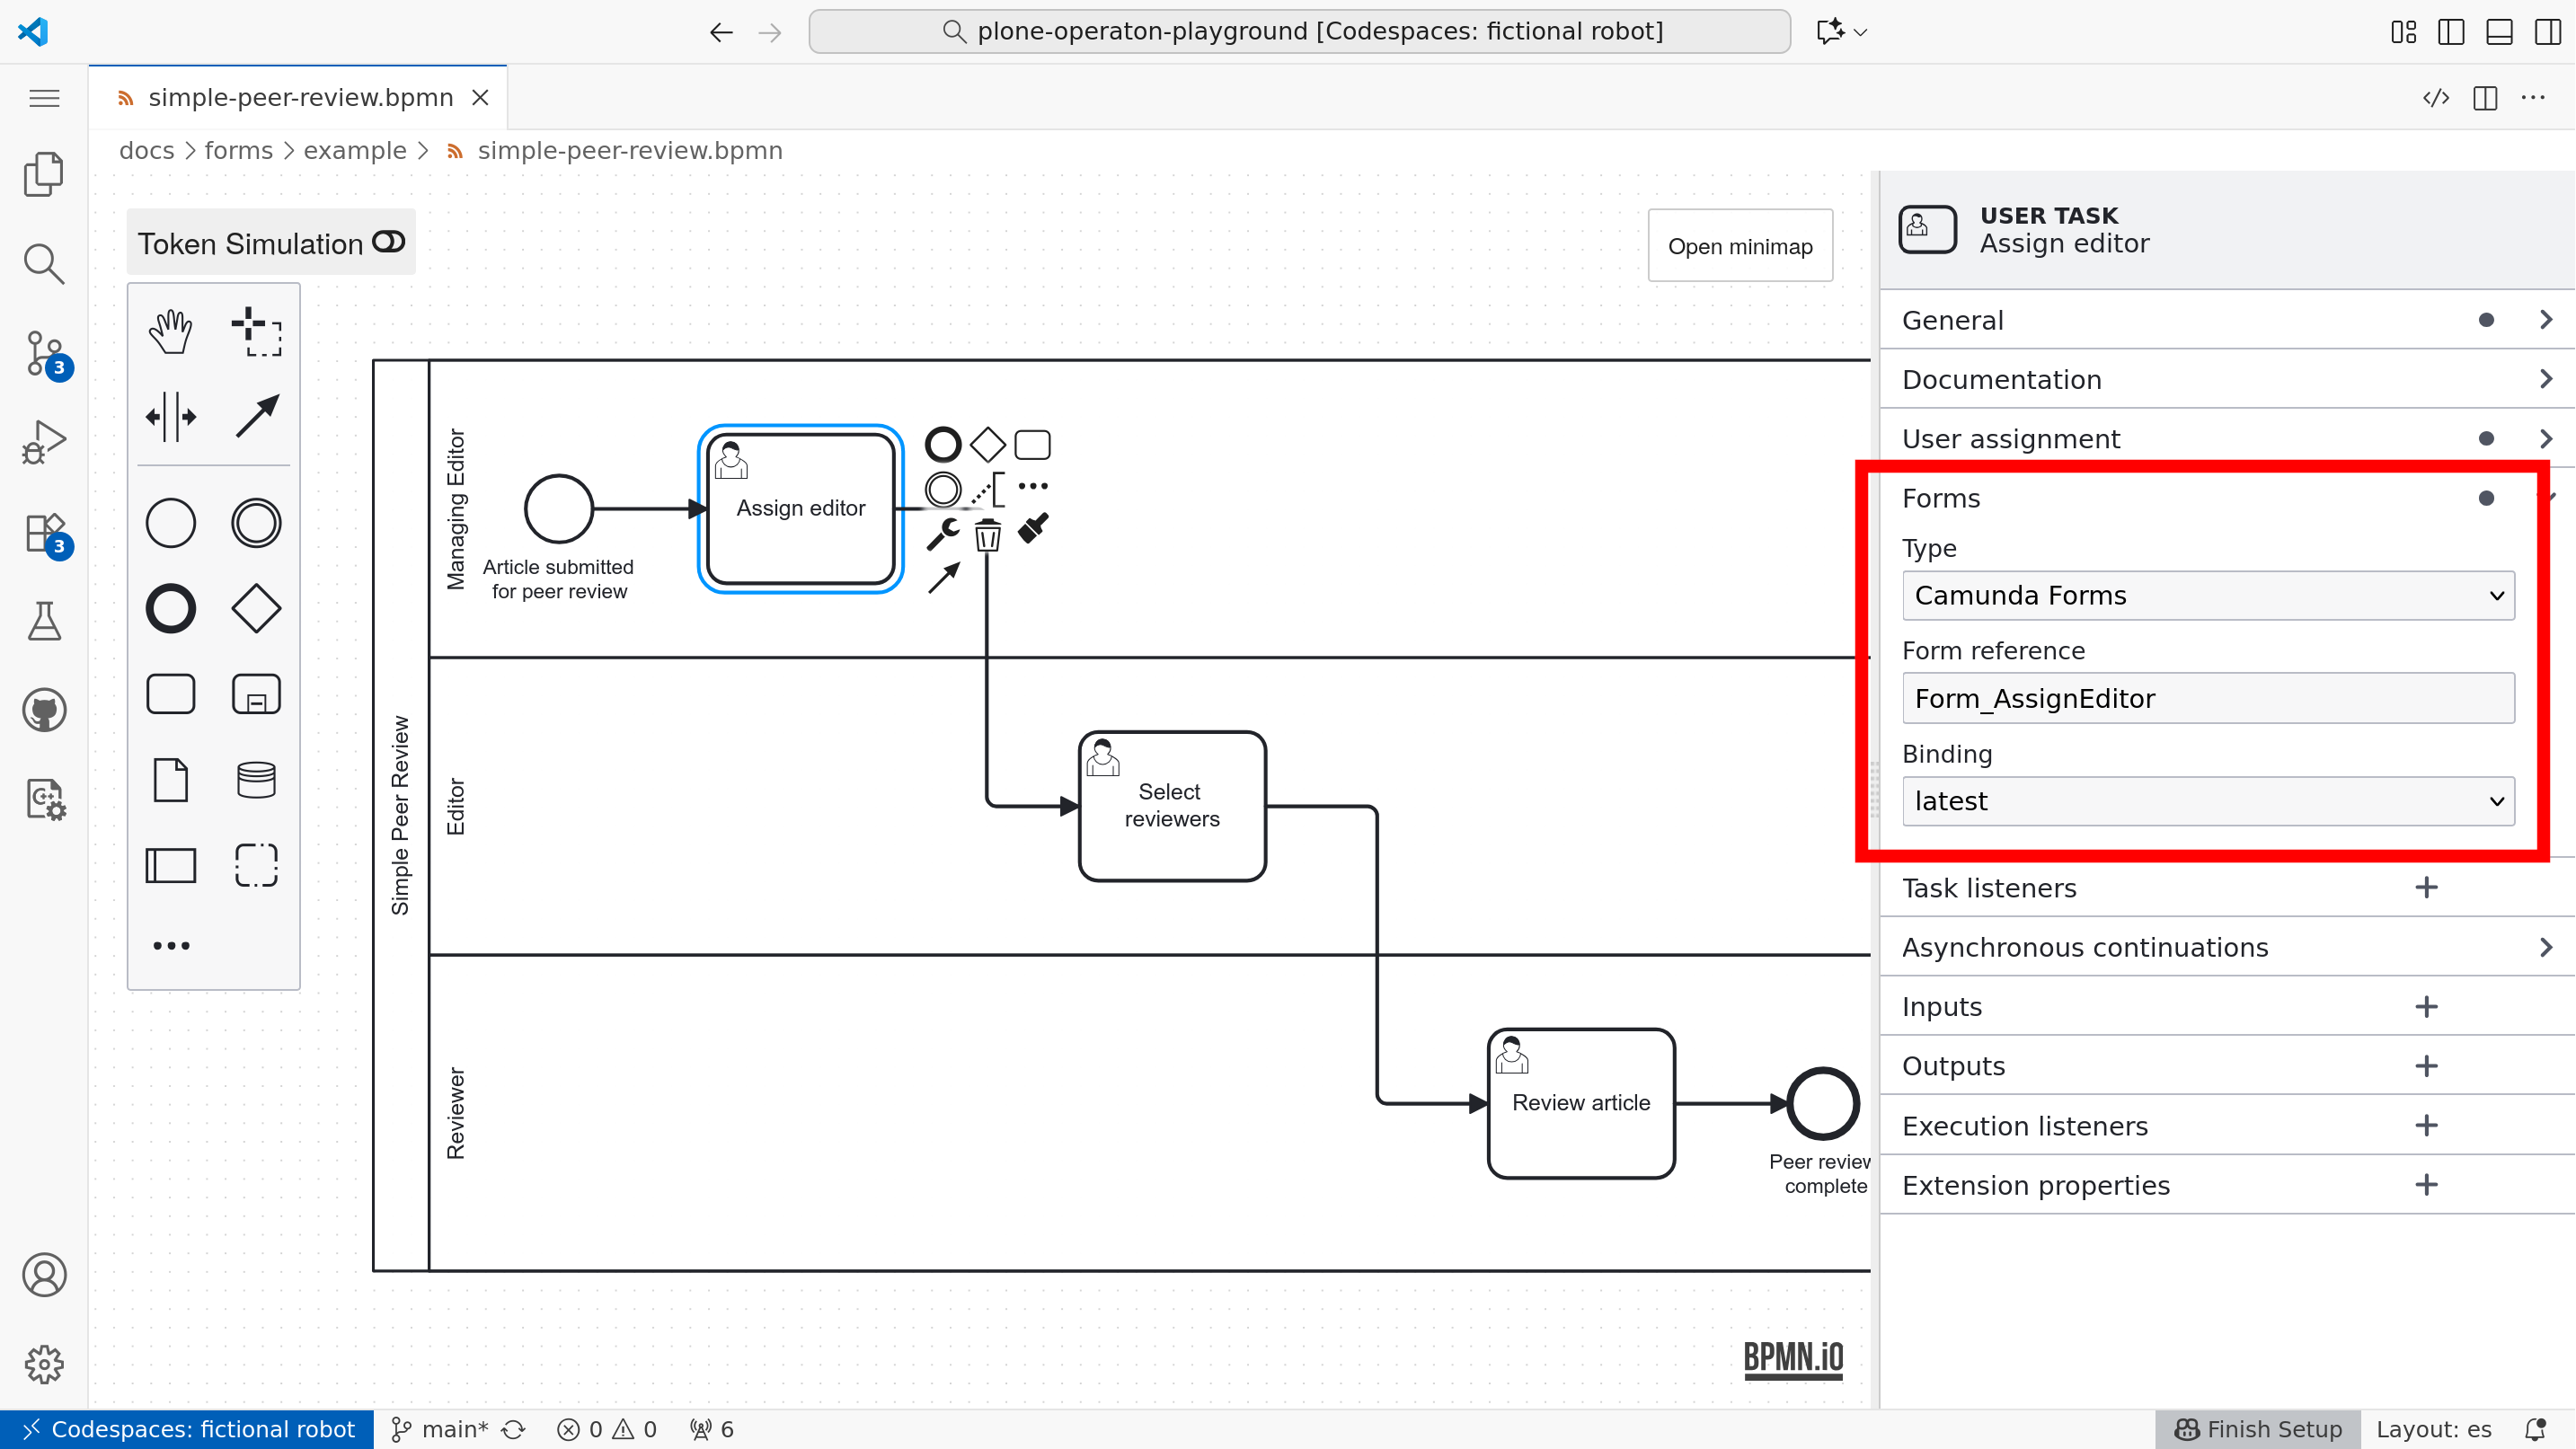 plone-operaton-playground [Codespaces: fictional robot]
simple-peer-review.bpmn
docs > forms > example > simple-peer-review.bpmn
Token Simulation
Open minimap
USER TASK
Assign editor
General
Documentation
User assignment
Forms
Type
Camunda Forms
Form reference
Form_AssignEditor
Binding
latest
Task listeners
Asynchronous continuations
Inputs
Outputs
Execution listeners
Extension properties
Simple Peer Review
Managing Editor
Article submitted
for peer review
Assign editor
Editor
Select
reviewers
Reviewer
Review article
Peer review
complete
3
3
C++
BPMN.iO
Codespaces: fictional robot
main*
0
0
6
Finish Setup
Layout: es